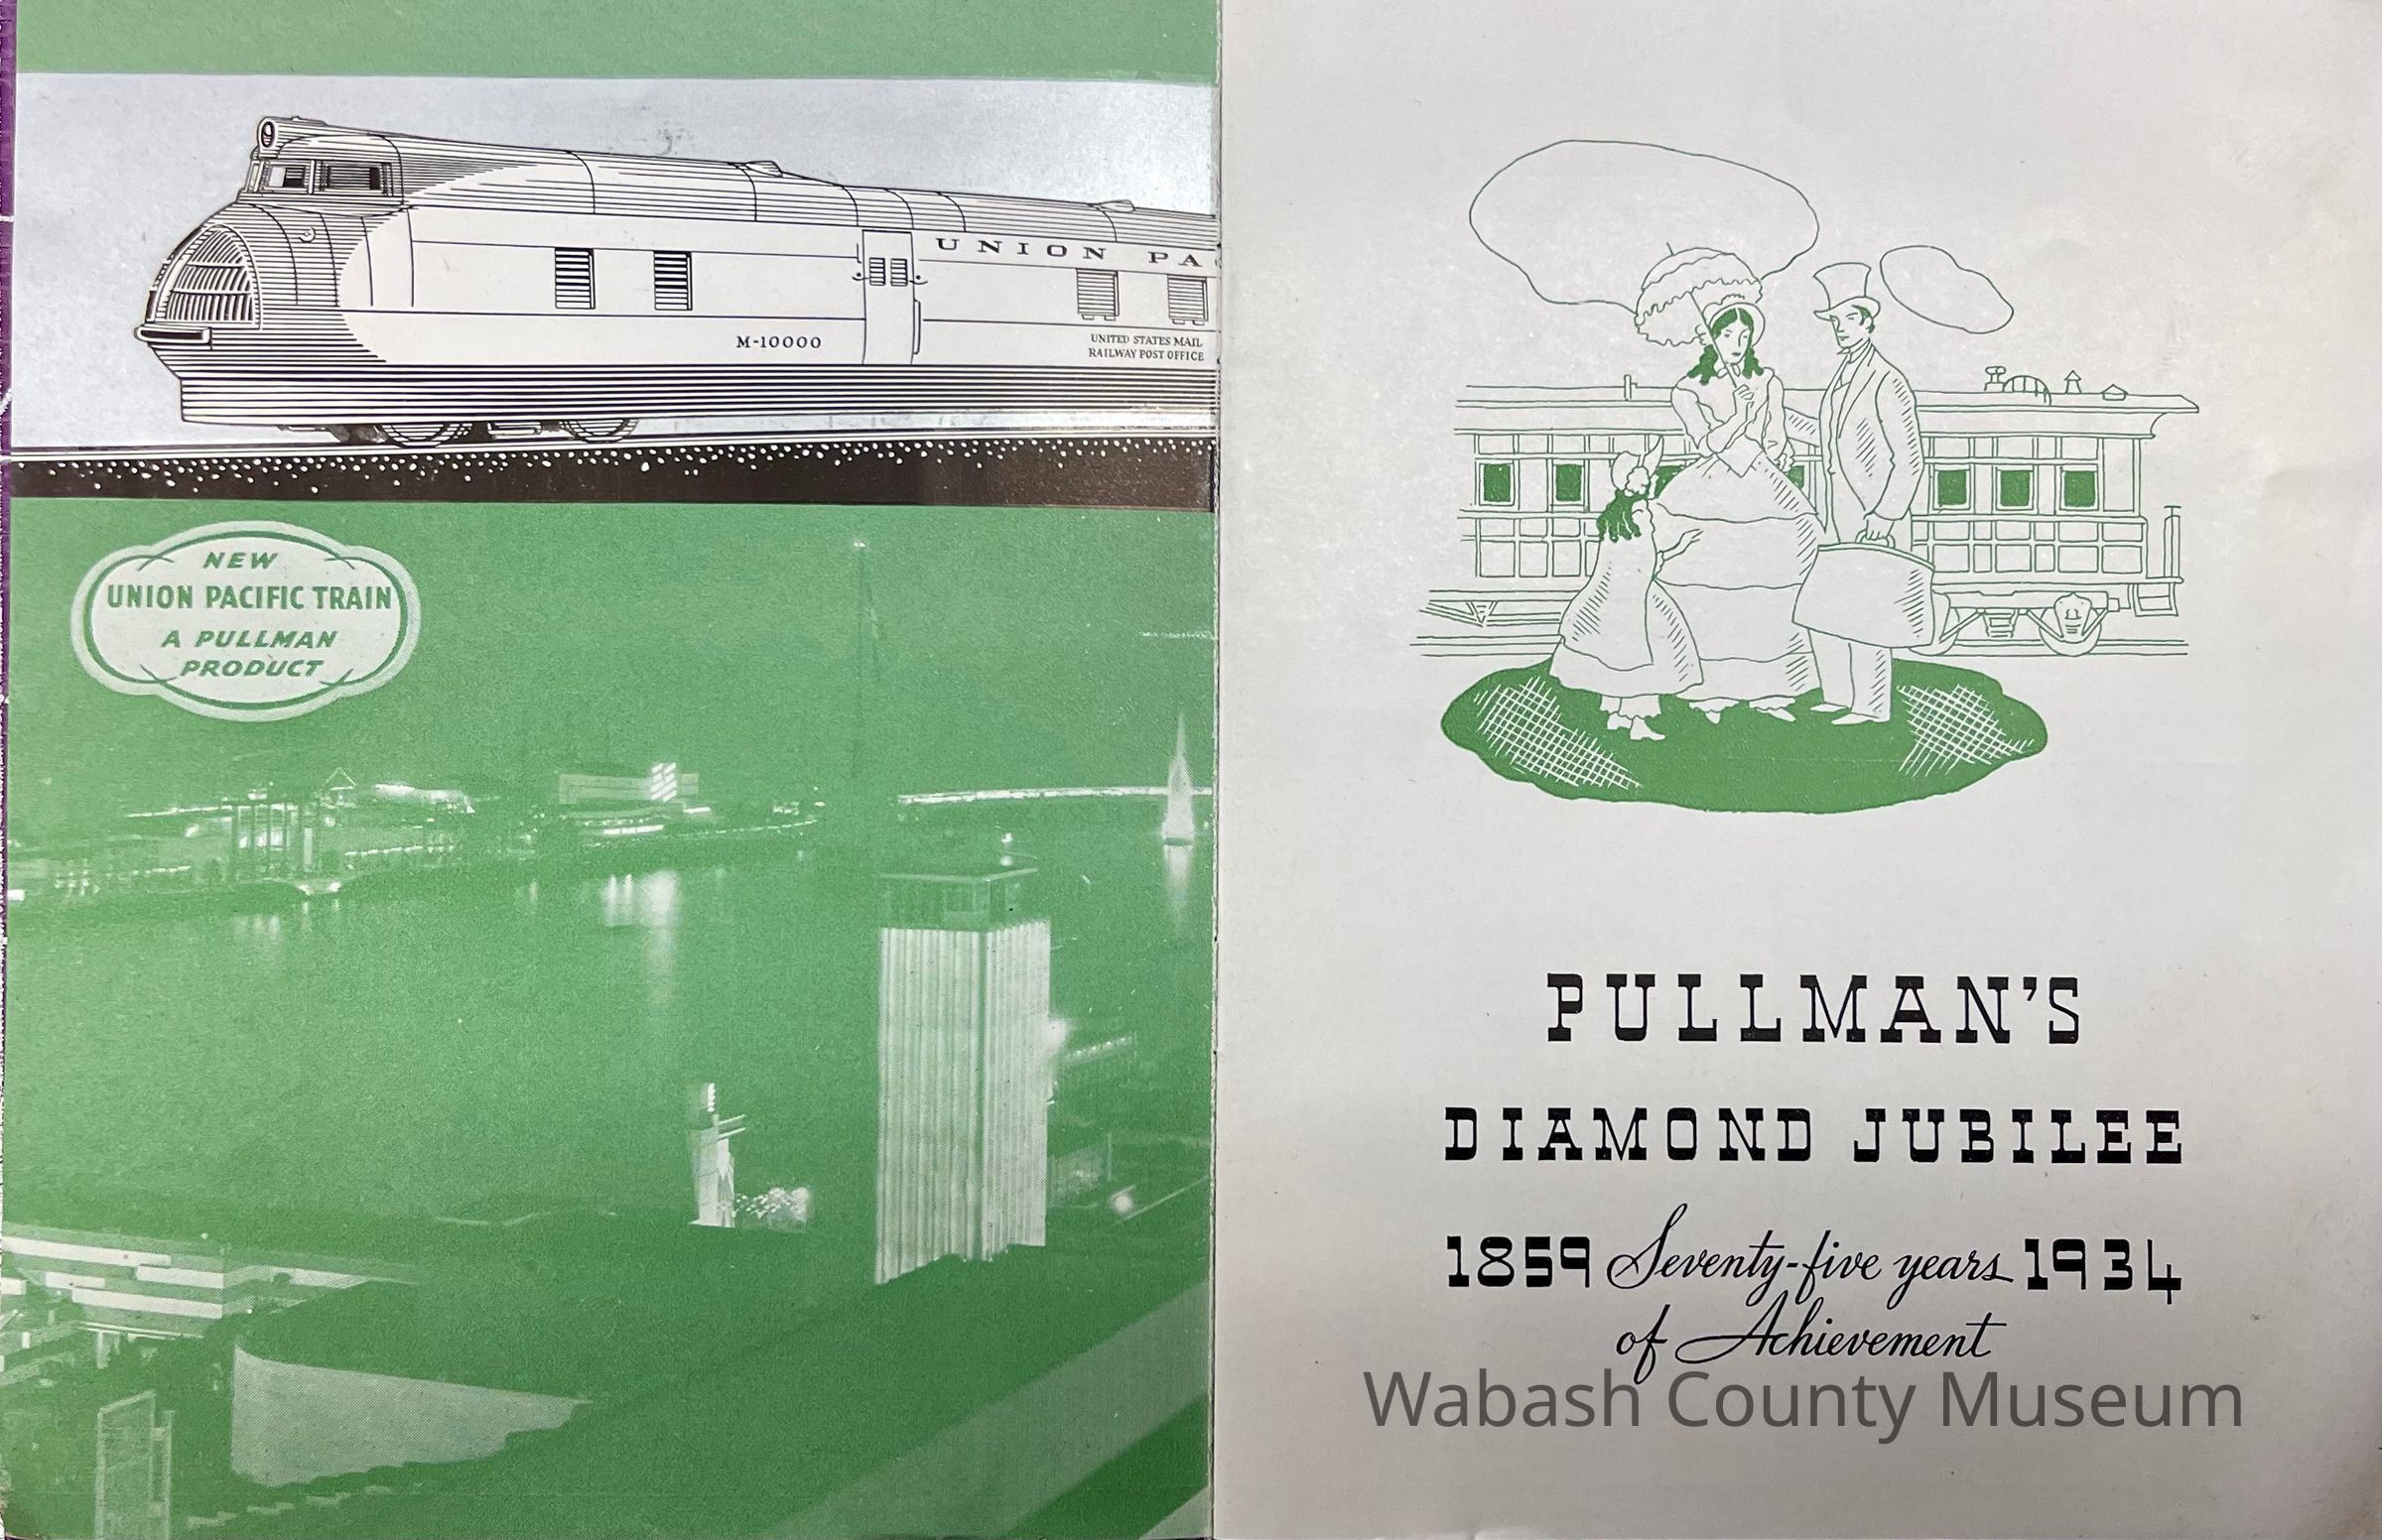 UNION PAC
M-10000
UNITED STATES MAIL
RAILWAY POST OFFICE
NEW
UNION PACIFIC TRAIN
A PULLMAN
PRODUCT
PULLMAN'S
DIAMOND JUBILEE
1859 Seventy-five years 1934
of Achievement
Wabash County Museum